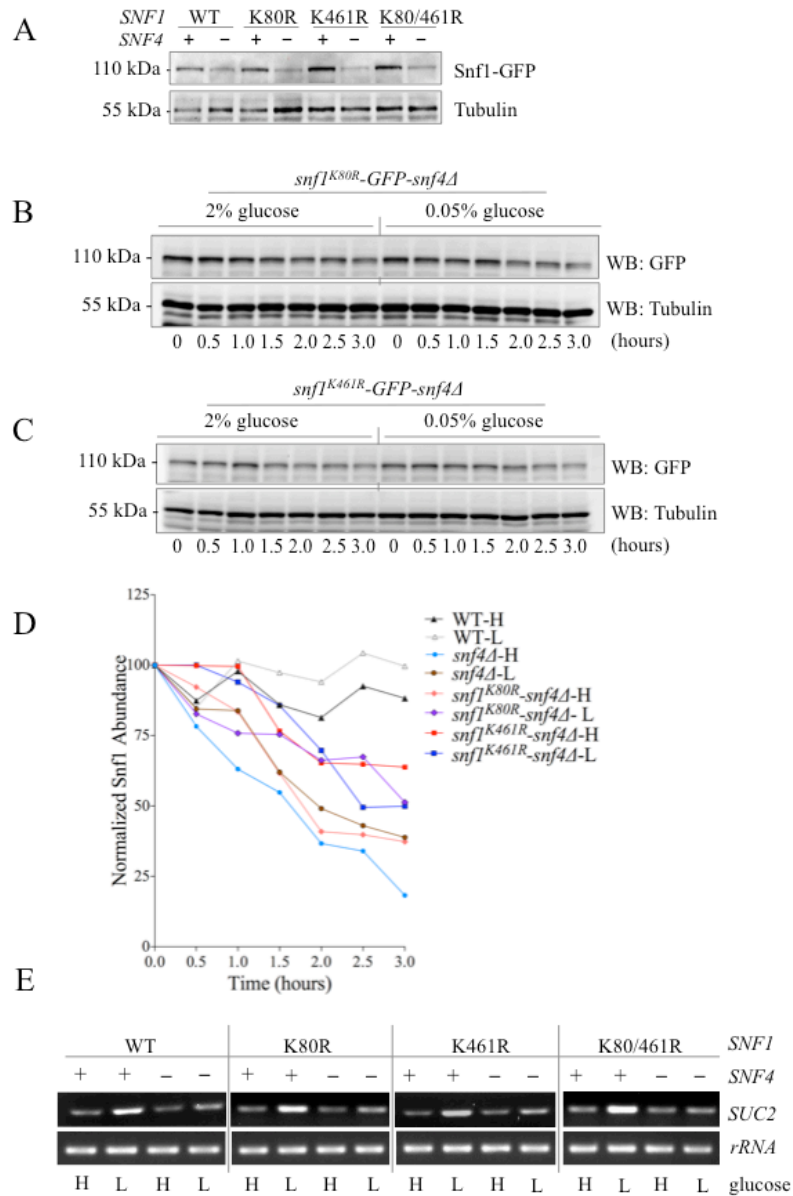 A
SNF1 WT K80R K461R K80/461R
SNF4 + − + − + − + −
110 kDa - Snf1-GFP
55 kDa - Tubulin
snf1K80R-GFP-snf4Δ
B
2% glucose 0.05% glucose
110 kDa - WB: GFP
55 kDa - WB: Tubulin
0 0.5 1.0 1.5 2.0 2.5 3.0 0 0.5 1.0 1.5 2.0 2.5 3.0 (hours)
snf1K461R-GFP-snf4Δ
C
2% glucose 0.05% glucose
110 kDa - WB: GFP
55 kDa - WB: Tubulin
0 0.5 1.0 1.5 2.0 2.5 3.0 0 0.5 1.0 1.5 2.0 2.5 3.0 (hours)
D
Normalized Snf1 Abundance
125
100
75
50
25
0
0.0 0.5 1.0 1.5 2.0 2.5 3.0
Time (hours)
WT-H
WT-L
snf4Δ-H
snf4Δ-L
snf1K80R-snf4Δ-H
snf1K80R-snf4Δ- L
snf1K461R-snf4Δ-H
snf1K461R-snf4Δ-L
E
WT K80R K461R K80/461R SNF1
+ + − − + + − − + + − − + + − − SNF4
SUC2
rRNA
H L H L H L H L H L H L H L H L glucose